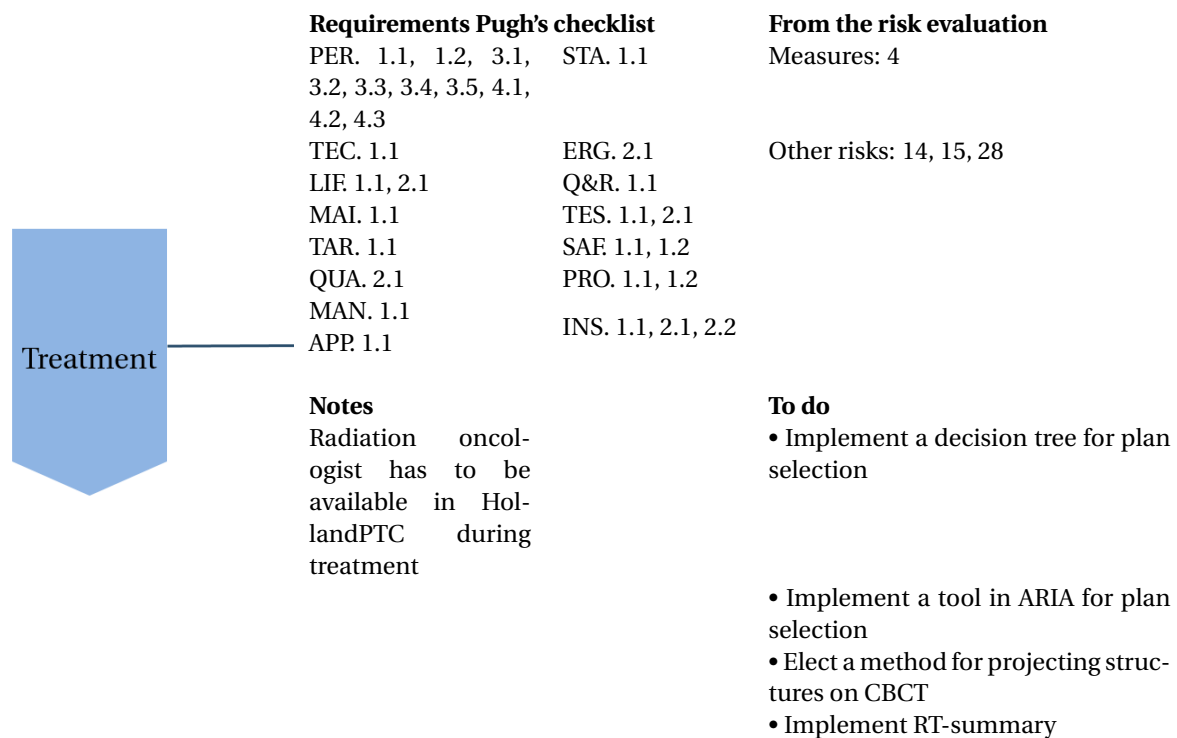 Requirements Pugh's checklist From the risk evaluation
PER. 1.1, 1.2, 3.1, STA. 1.1 Measures: 4
3.2, 3.3, 3.4, 3.5, 4.1,
4.2, 4.3
TEC. 1.1 ERG. 2.1 Other risks: 14, 15, 28
LIF. 1.1, 2.1 Q&R. 1.1
MAI. 1.1 TES. 1.1, 2.1
TAR. 1.1 SAF. 1.1, 1.2
QUA. 2.1 PRO. 1.1, 1.2
MAN. 1.1
INS. 1.1, 2.1, 2.2
APP. 1.1
Treatment
Notes To do
Radiation oncol- • Implement a decision tree for plan
ogist has to be selection
available in Hol-
landPTC during
treatment
• Implement a tool in ARIA for plan
selection
• Elect a method for projecting struc-
tures on CBCT
• Implement RT-summary